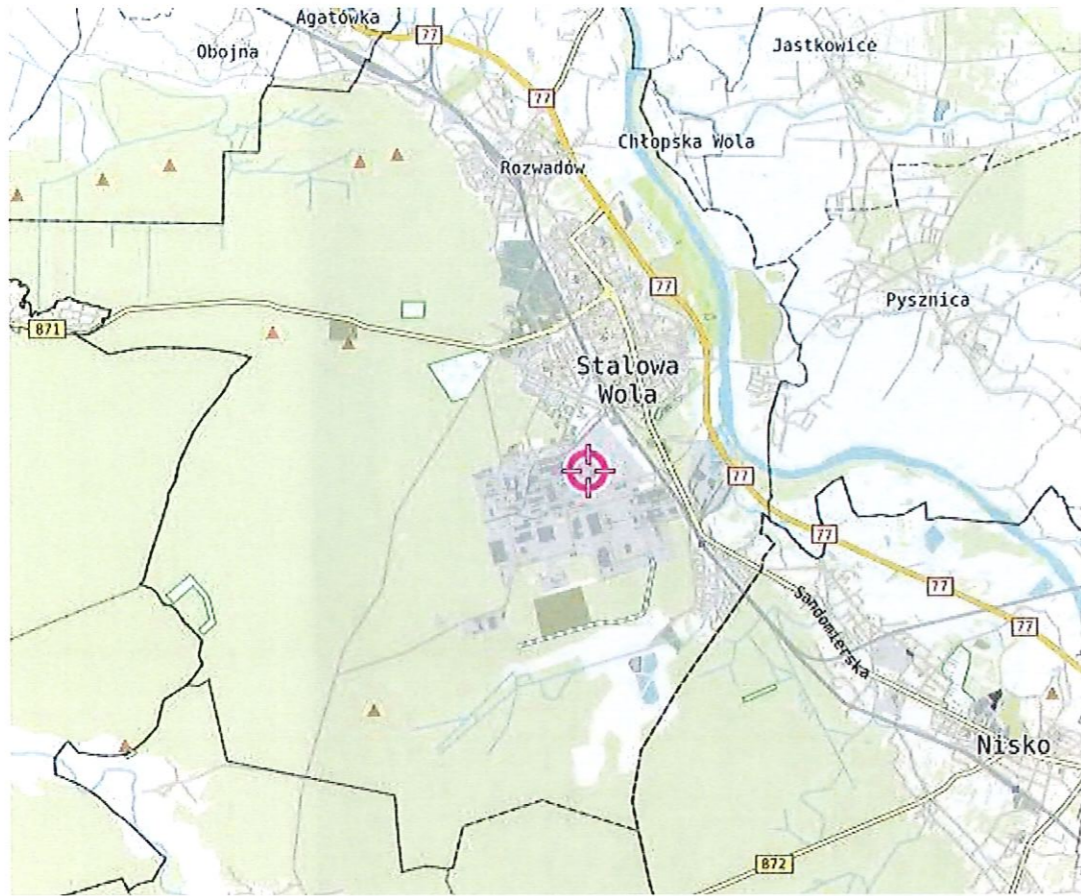 Agatówka
77
Obojna
Jastkowice
77
Chłopska Wola
Rozwadów
77
Pysznica
871
Stalowa
Wola
77
77
77
Sandomierska
77
Nisko
872